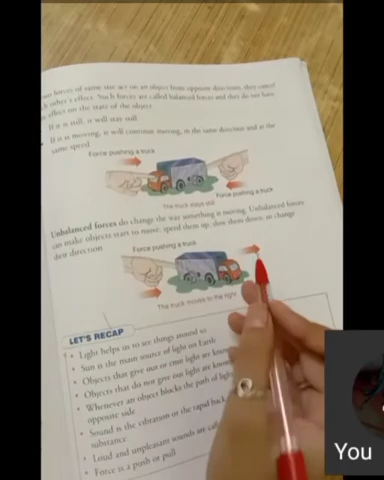 two forces of same size act on an object from opposite directions, they cancel
each other's effect. Such forces are called balanced forces and they do not have
effect on the state of the object
If it is still, it will stay still
If it is moving, it will continue moving, in the same direction and at the
same speed
Force pushing a truck
Force pushing a truck
The truck stays still
Unbalanced forces do change the way something is moving. Unbalanced forces
can make objects start to move, speed them up, slow them down, or change
their direction
Force pushing a truck
The truck moves to the right
LET'S RECAP
Light helps us to see things around us
Sun is the main source of light on Earth
Objects that give out or emit light are know
Objects that do not give out light are know
Whenever an object blocks the path of light
opposite side
Sound is the vibration or the rapid back
substance
Loud and unpleasant sounds are call
Force is a push or pull
You